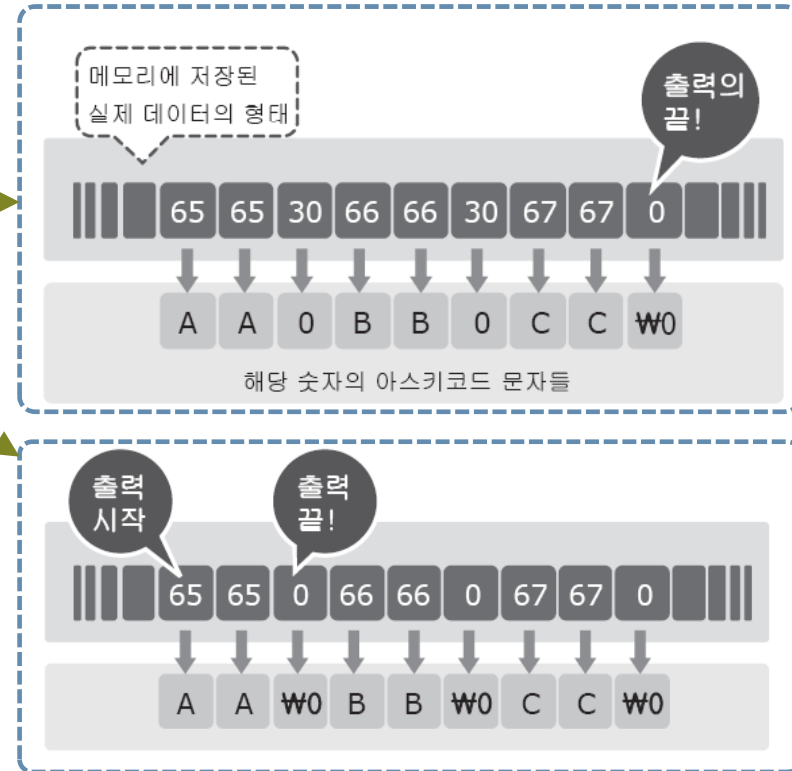 메모리에 저장된
실제 데이터의 형태
출력의
끝!
65 65 30 66 66 30 67 67 0
A A 0 B B 0 C C ₩0
해당 숫자의 아스키코드 문자들
출력
시작
출력
끝!
65 65 0 66 66 0 67 67 0
A A ₩0 B B ₩0 C C ₩0